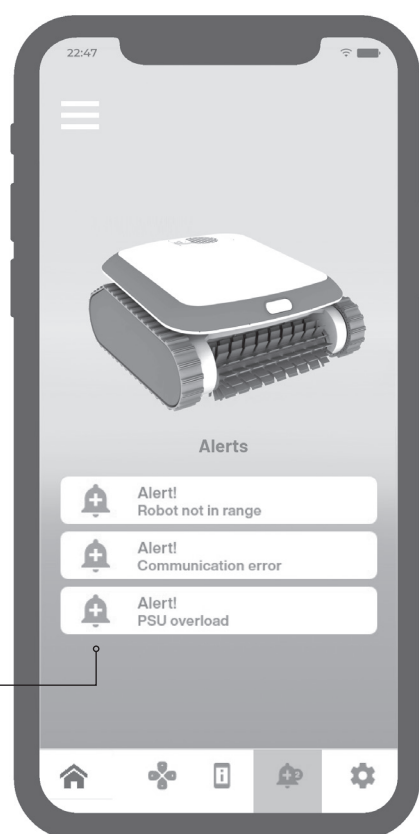 22:47
Alerts
Alert!
Robot not in range
Alert!
Communication error
Alert!
PSU overload